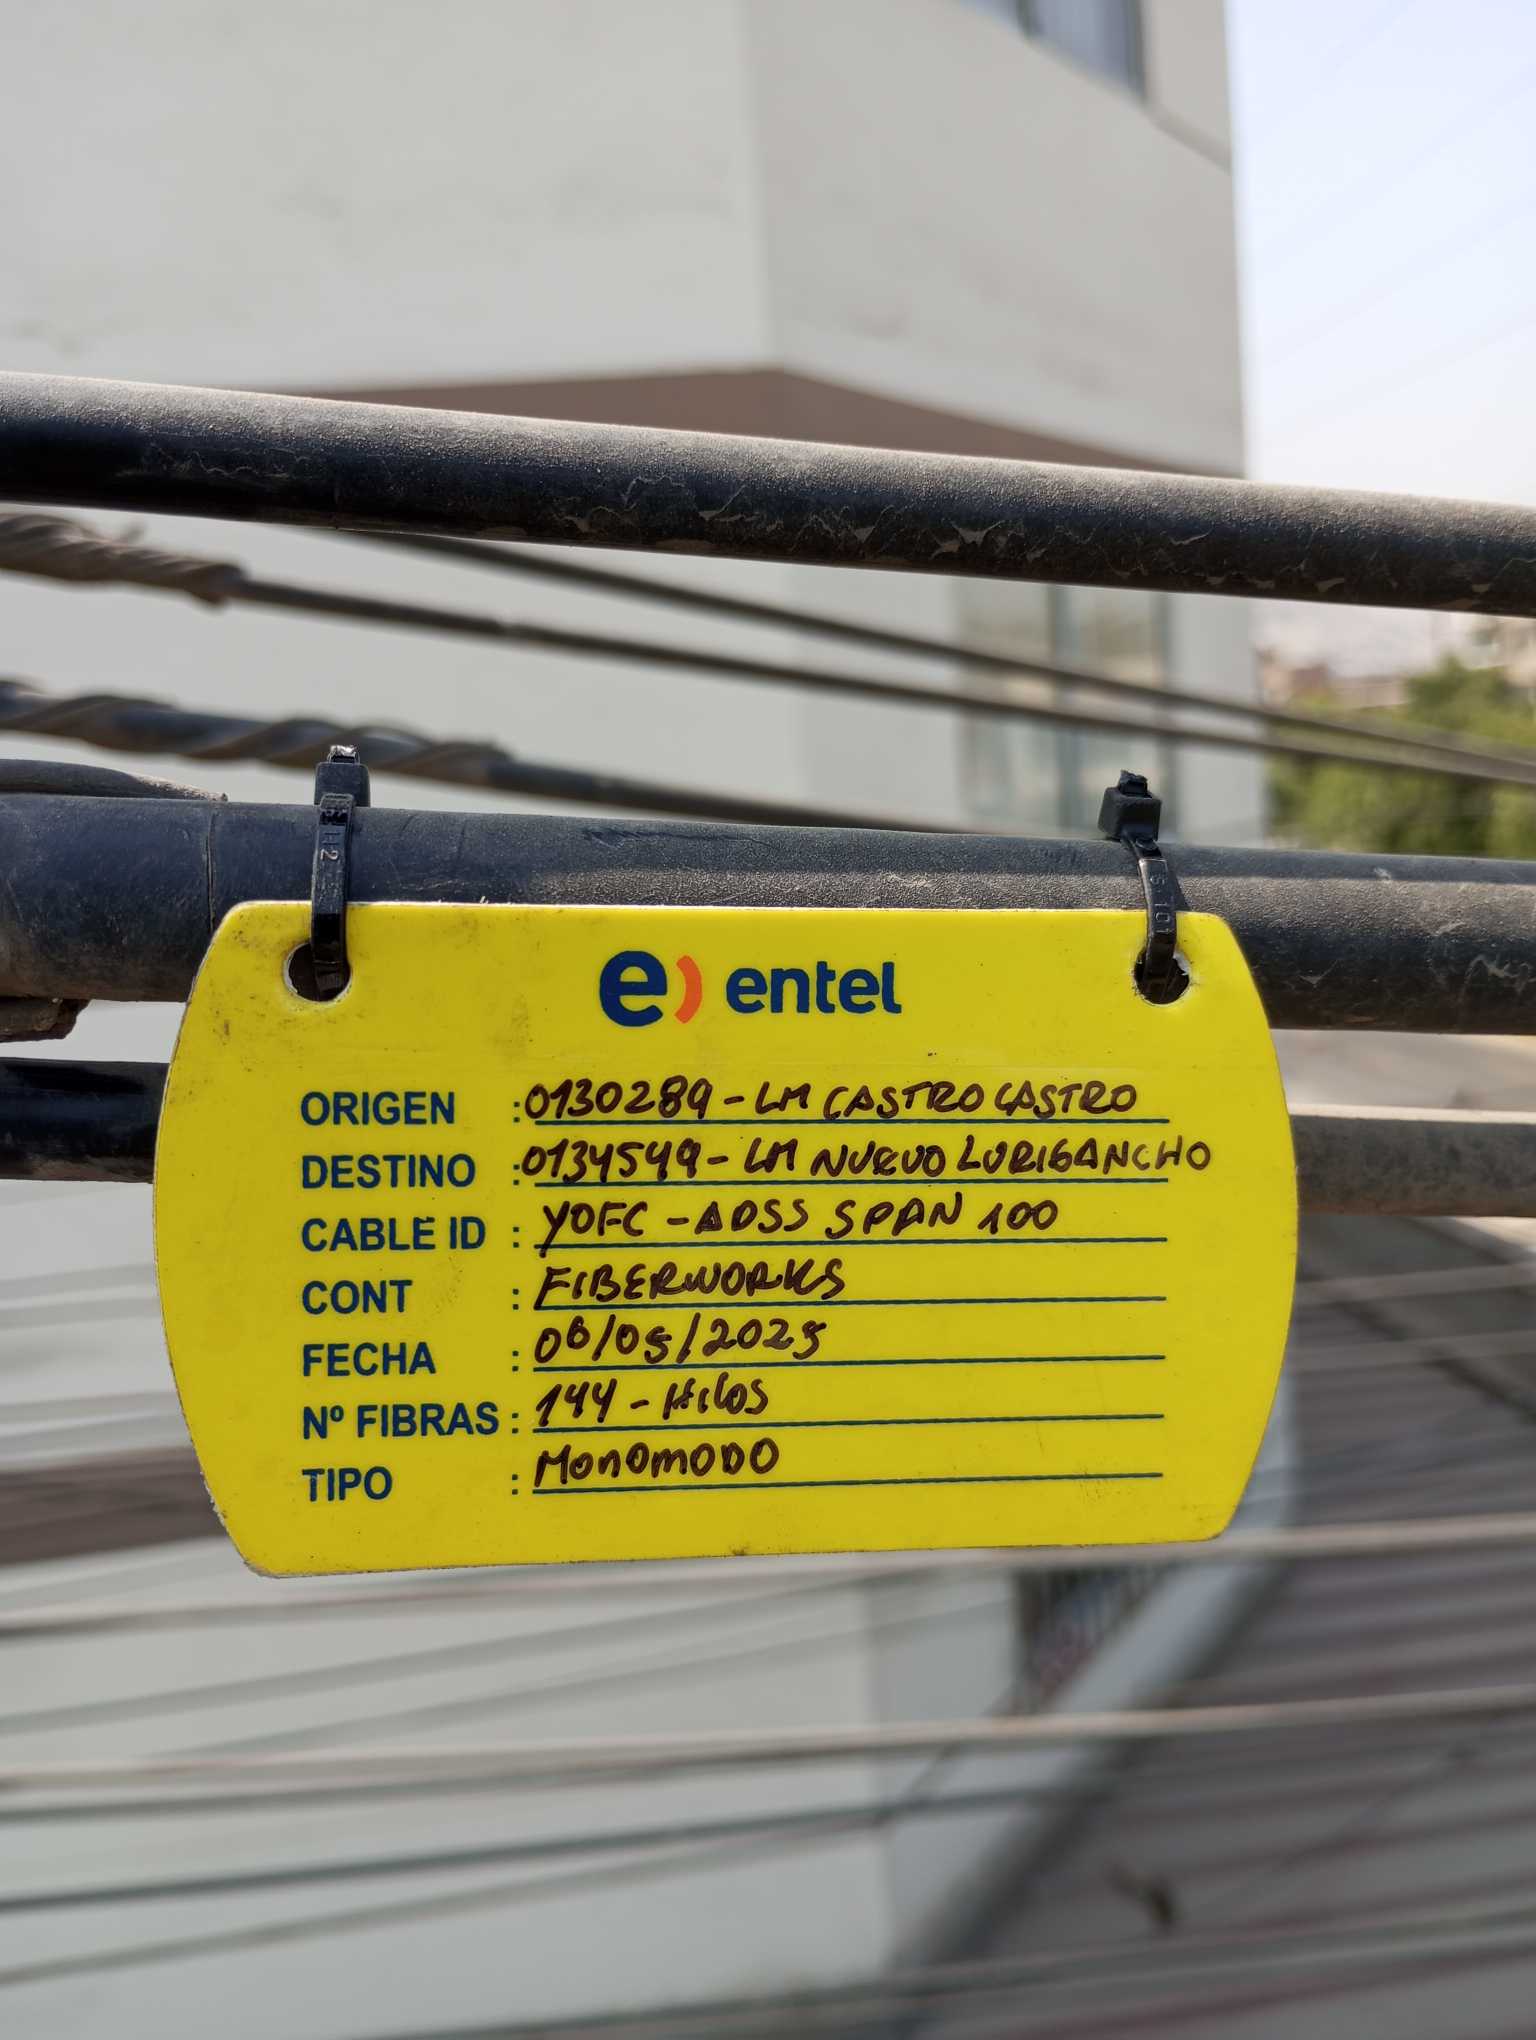 e) entel
ORIGEN : 0130289 - LM CASTRO CASTRO
DESTINO : 0134549 - LM NUEVO LURIGANCHO
CABLE ID : YOFC - ADSS SPAN 100
CONT : FIBERWORKS
FECHA : 06/05/2025
Nº FIBRAS : 144 - Hilos
TIPO : MONOMODO